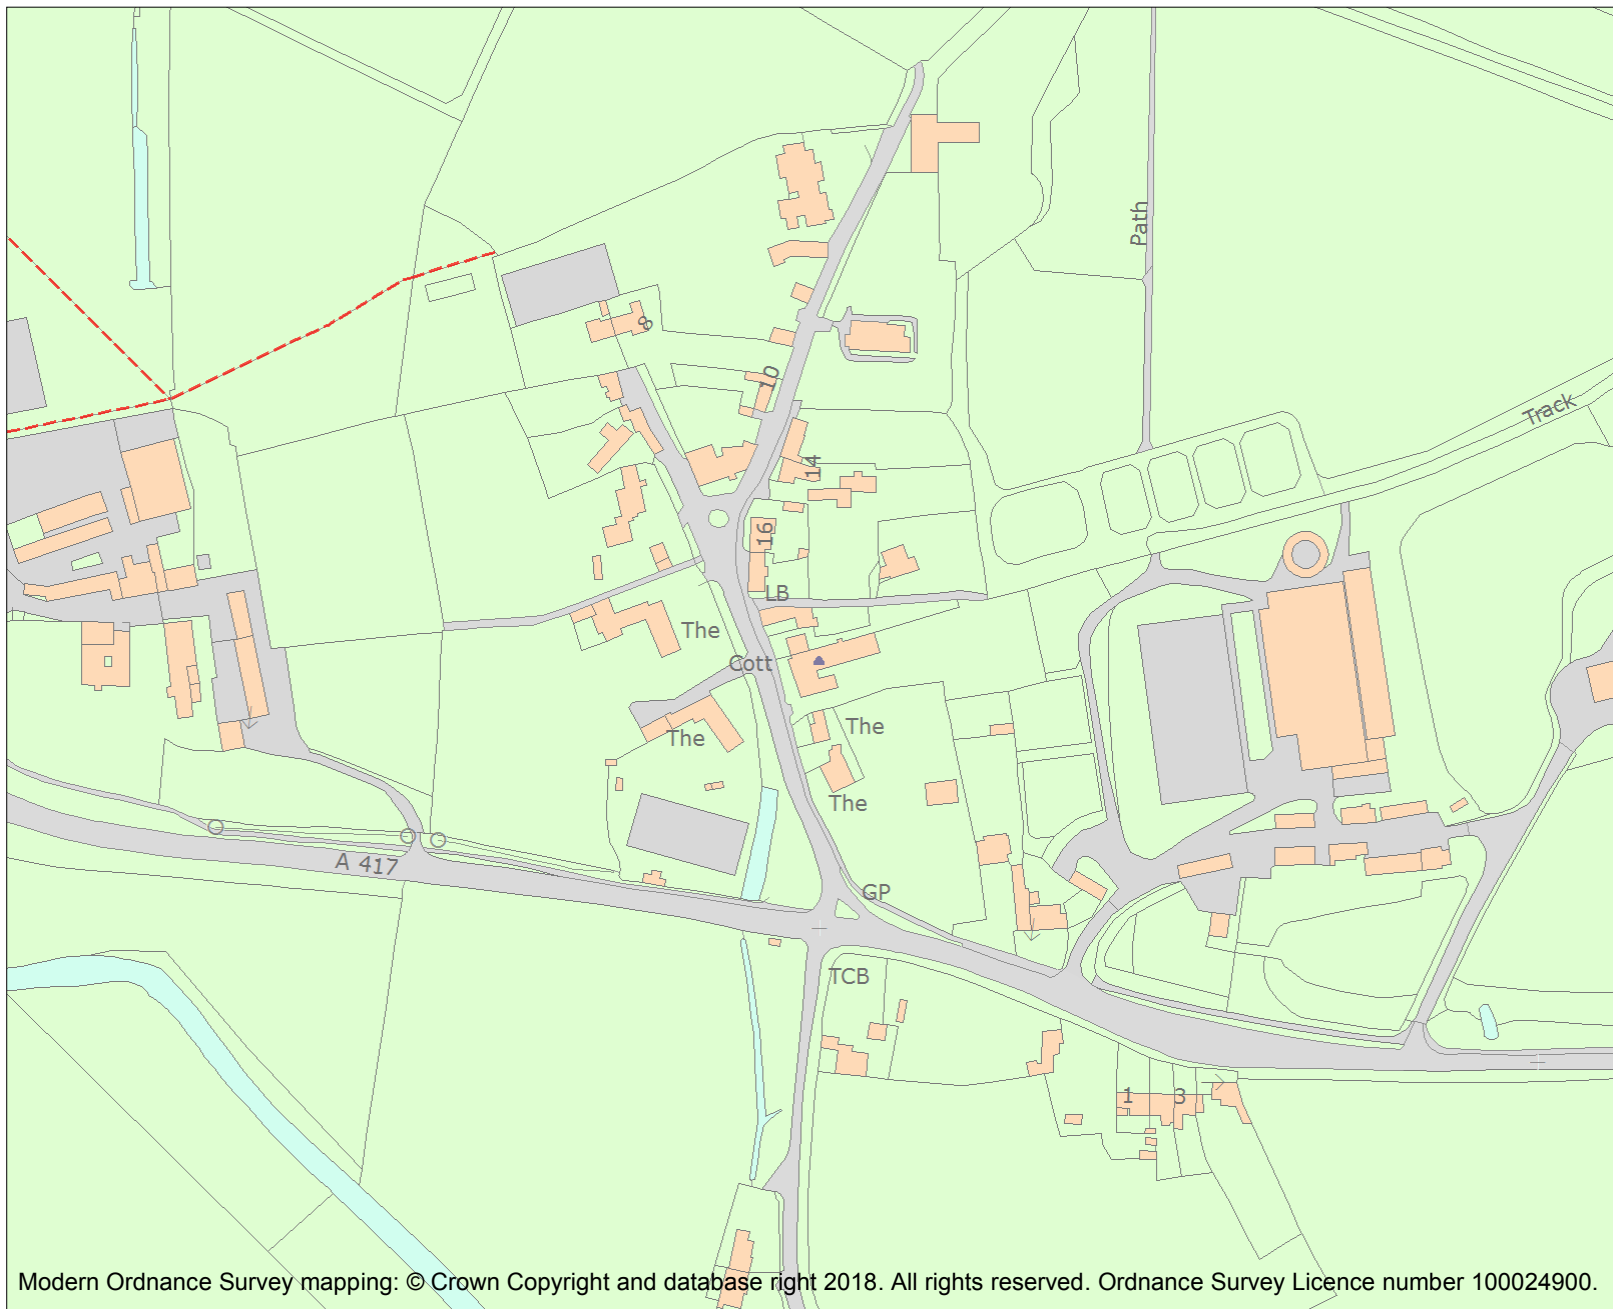 Path
8
10
Track
14
16
LB
The
Cott
The
The
The
A 417
GP
TCB
1
3
Modern Ordnance Survey mapping: © Crown Copyright and database right 2018. All rights reserved. Ordnance Survey Licence number 100024900.